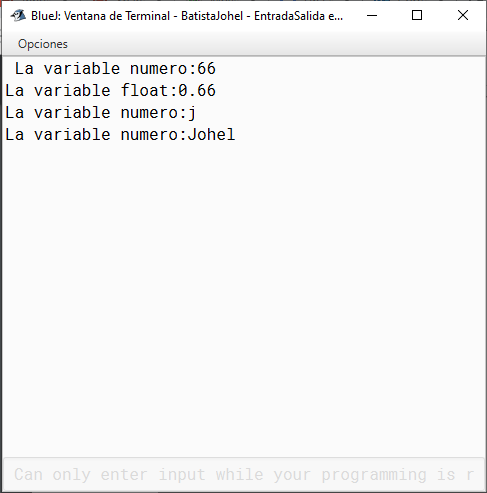 BlueJ: Ventana de Terminal - BatistaJohel - EntradaSalida e...
Opciones
La variable numero:66
La variable float:0.66
La variable numero:j
La variable numero:Johel
Can only enter input while your programming is r